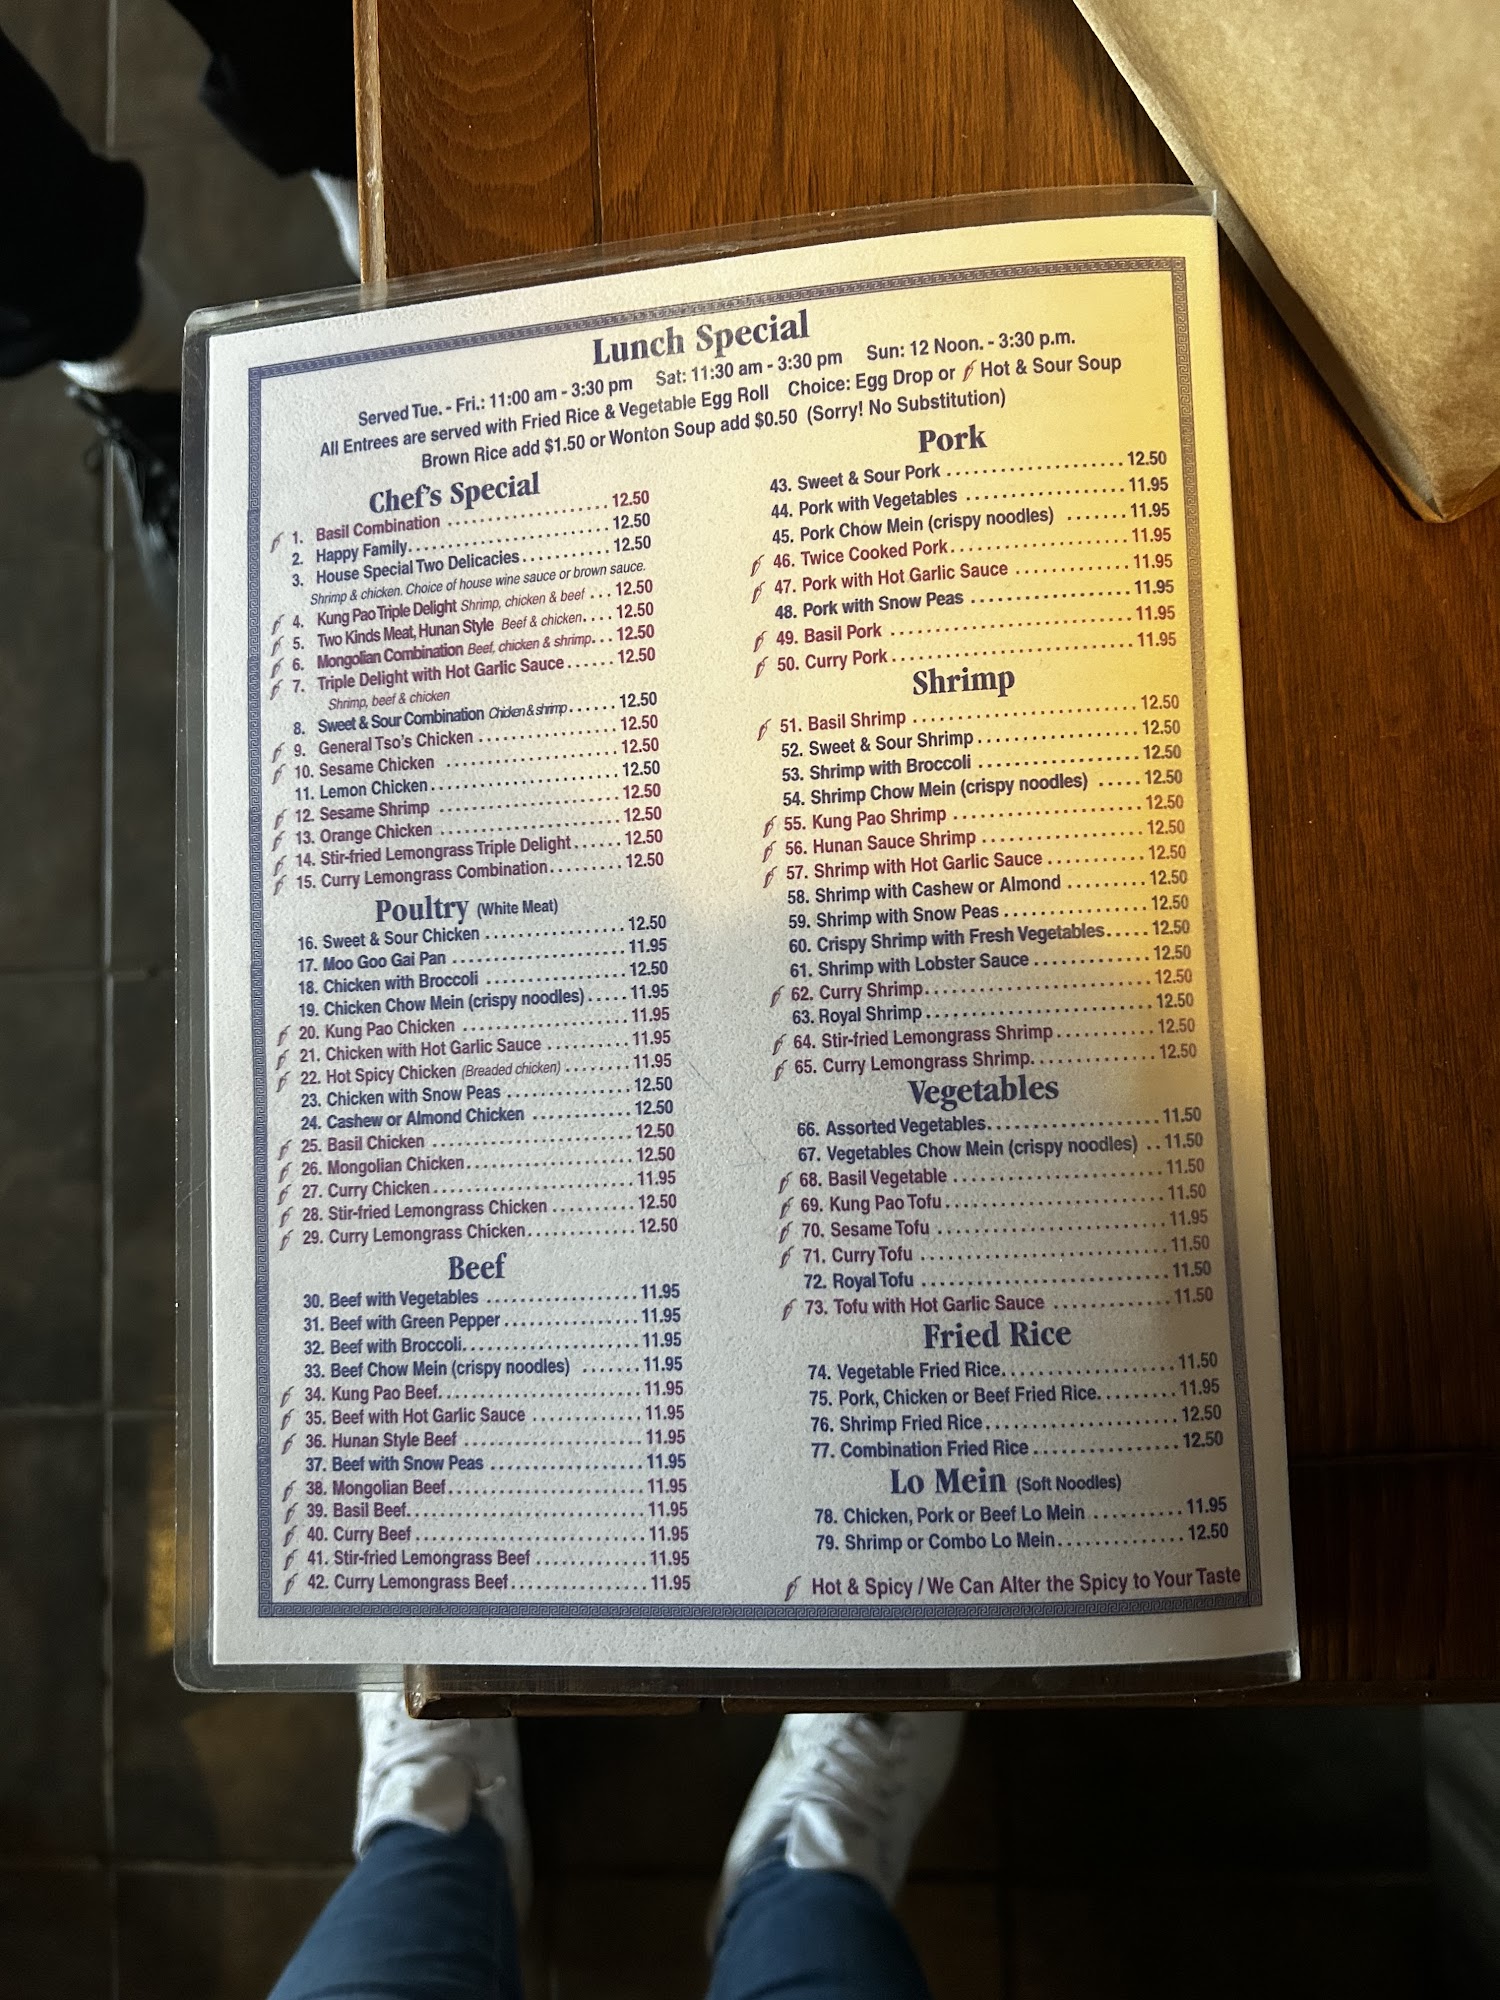 Lunch Special
Served Tue. - Fri.: 11:00 am - 3:30 pm Sat: 11:30 am - 3:30 pm Sun: 12 Noon. - 3:30 p.m.
All Entrees are served with Fried Rice & Vegetable Egg Roll Choice: Egg Drop or Hot & Sour Soup
Brown Rice add $1.50 or Wonton Soup add $0.50 (Sorry! No Substitution)
Chef's Special
1. Basil Combination 12.50
2. Happy Family 12.50
3. House Special Two Delicacies 12.50
Shrimp & chicken. Choice of house wine sauce or brown sauce.
4. Kung Pao Triple Delight Shrimp, chicken & beef 12.50
5. Two Kinds Meat, Hunan Style Beef & chicken 12.50
6. Mongolian Combination Beef, chicken & shrimp 12.50
7. Triple Delight with Hot Garlic Sauce 12.50
Shrimp, beef & chicken
8. Sweet & Sour Combination Chicken & shrimp 12.50
9. General Tso's Chicken 12.50
10. Sesame Chicken 12.50
11. Lemon Chicken 12.50
12. Sesame Shrimp 12.50
13. Orange Chicken 12.50
14. Stir-fried Lemongrass Triple Delight 12.50
15. Curry Lemongrass Combination 12.50
Poultry (White Meat)
16. Sweet & Sour Chicken 12.50
17. Moo Goo Gai Pan 11.95
18. Chicken with Broccoli 12.50
19. Chicken Chow Mein (crispy noodles) 11.95
20. Kung Pao Chicken 11.95
21. Chicken with Hot Garlic Sauce 11.95
22. Hot Spicy Chicken (Breaded chicken) 11.95
23. Chicken with Snow Peas 12.50
24. Cashew or Almond Chicken 12.50
25. Basil Chicken 12.50
26. Mongolian Chicken 12.50
27. Curry Chicken 11.95
28. Stir-fried Lemongrass Chicken 12.50
29. Curry Lemongrass Chicken 12.50
Beef
30. Beef with Vegetables 11.95
31. Beef with Green Pepper 11.95
32. Beef with Broccoli 11.95
33. Beef Chow Mein (crispy noodles) 11.95
34. Kung Pao Beef 11.95
35. Beef with Hot Garlic Sauce 11.95
36. Hunan Style Beef 11.95
37. Beef with Snow Peas 11.95
38. Mongolian Beef 11.95
39. Basil Beef 11.95
40. Curry Beef 11.95
41. Stir-fried Lemongrass Beef 11.95
42. Curry Lemongrass Beef 11.95
Pork
43. Sweet & Sour Pork 12.50
44. Pork with Vegetables 11.95
45. Pork Chow Mein (crispy noodles) 11.95
46. Twice Cooked Pork 11.95
47. Pork with Hot Garlic Sauce 11.95
48. Pork with Snow Peas 11.95
49. Basil Pork 11.95
50. Curry Pork 11.95
Shrimp
51. Basil Shrimp 12.50
52. Sweet & Sour Shrimp 12.50
53. Shrimp with Broccoli 12.50
54. Shrimp Chow Mein (crispy noodles) 12.50
55. Kung Pao Shrimp 12.50
56. Hunan Sauce Shrimp 12.50
57. Shrimp with Hot Garlic Sauce 12.50
58. Shrimp with Cashew or Almond 12.50
59. Shrimp with Snow Peas 12.50
60. Crispy Shrimp with Fresh Vegetables 12.50
61. Shrimp with Lobster Sauce 12.50
62. Curry Shrimp 12.50
63. Royal Shrimp 12.50
64. Stir-fried Lemongrass Shrimp 12.50
65. Curry Lemongrass Shrimp 12.50
Vegetables
66. Assorted Vegetables 11.50
67. Vegetables Chow Mein (crispy noodles) 11.50
68. Basil Vegetable 11.50
69. Kung Pao Tofu 11.50
70. Sesame Tofu 11.95
71. Curry Tofu 11.50
72. Royal Tofu 11.50
73. Tofu with Hot Garlic Sauce 11.50
Fried Rice
74. Vegetable Fried Rice 11.50
75. Pork, Chicken or Beef Fried Rice 11.95
76. Shrimp Fried Rice 12.50
77. Combination Fried Rice 12.50
Lo Mein (Soft Noodles)
78. Chicken, Pork or Beef Lo Mein 11.95
79. Shrimp or Combo Lo Mein 12.50
Hot & Spicy / We Can Alter the Spicy to Your Taste